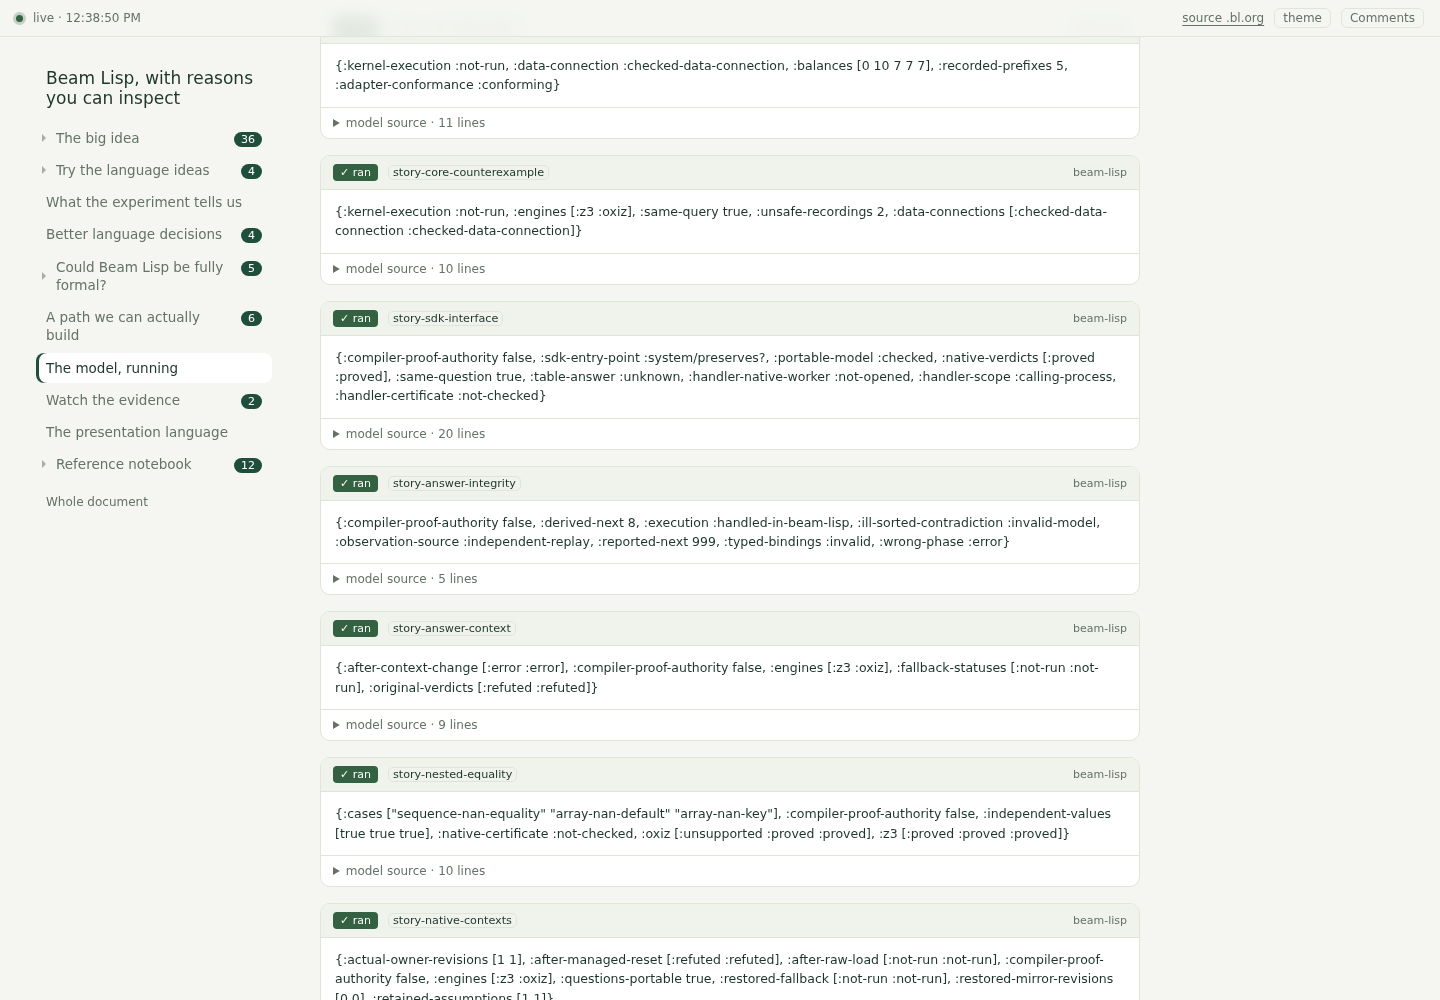 live · 12:38:50 PM
source .bl.org
theme
Comments
Beam Lisp, with reasons
you can inspect
The big idea 36
Try the language ideas 4
What the experiment tells us
Better language decisions 4
Could Beam Lisp be fully
formal? 5
A path we can actually
build 6
The model, running
Watch the evidence 2
The presentation language
Reference notebook 12
Whole document
{:kernel-execution :not-run, :data-connection :checked-data-connection, :balances [0 10 7 7 7], :recorded-prefixes 5,
:adapter-conformance :conforming}
model source · 11 lines
✓ ran story-core-counterexample beam-lisp
{:kernel-execution :not-run, :engines [:z3 :oxiz], :same-query true, :unsafe-recordings 2, :data-connections [:checked-data-
connection :checked-data-connection]}
model source · 10 lines
✓ ran story-sdk-interface beam-lisp
{:compiler-proof-authority false, :sdk-entry-point :system/preserves?, :portable-model :checked, :native-verdicts [:proved
:proved], :same-question true, :table-answer :unknown, :handler-native-worker :not-opened, :handler-scope :calling-process,
:handler-certificate :not-checked}
model source · 20 lines
✓ ran story-answer-integrity beam-lisp
{:compiler-proof-authority false, :derived-next 8, :execution :handled-in-beam-lisp, :ill-sorted-contradiction :invalid-model,
:observation-source :independent-replay, :reported-next 999, :typed-bindings :invalid, :wrong-phase :error}
model source · 5 lines
✓ ran story-answer-context beam-lisp
{:after-context-change [:error :error], :compiler-proof-authority false, :engines [:z3 :oxiz], :fallback-statuses [:not-run :not-
run], :original-verdicts [:refuted :refuted]}
model source · 9 lines
✓ ran story-nested-equality beam-lisp
{:cases ["sequence-nan-equality" "array-nan-default" "array-nan-key"], :compiler-proof-authority false, :independent-values
[true true true], :native-certificate :not-checked, :oxiz [:unsupported :proved :proved], :z3 [:proved :proved :proved]}
model source · 10 lines
✓ ran story-native-contexts beam-lisp
{:actual-owner-revisions [1 1], :after-managed-reset [:refuted :refuted], :after-raw-load [:not-run :not-run], :compiler-proof-
authority false, :engines [:z3 :oxiz], :questions-portable true, :restored-fallback [:not-run :not-run], :restored-mirror-revisions
[0 0], :retained-assumptions [1 1]}